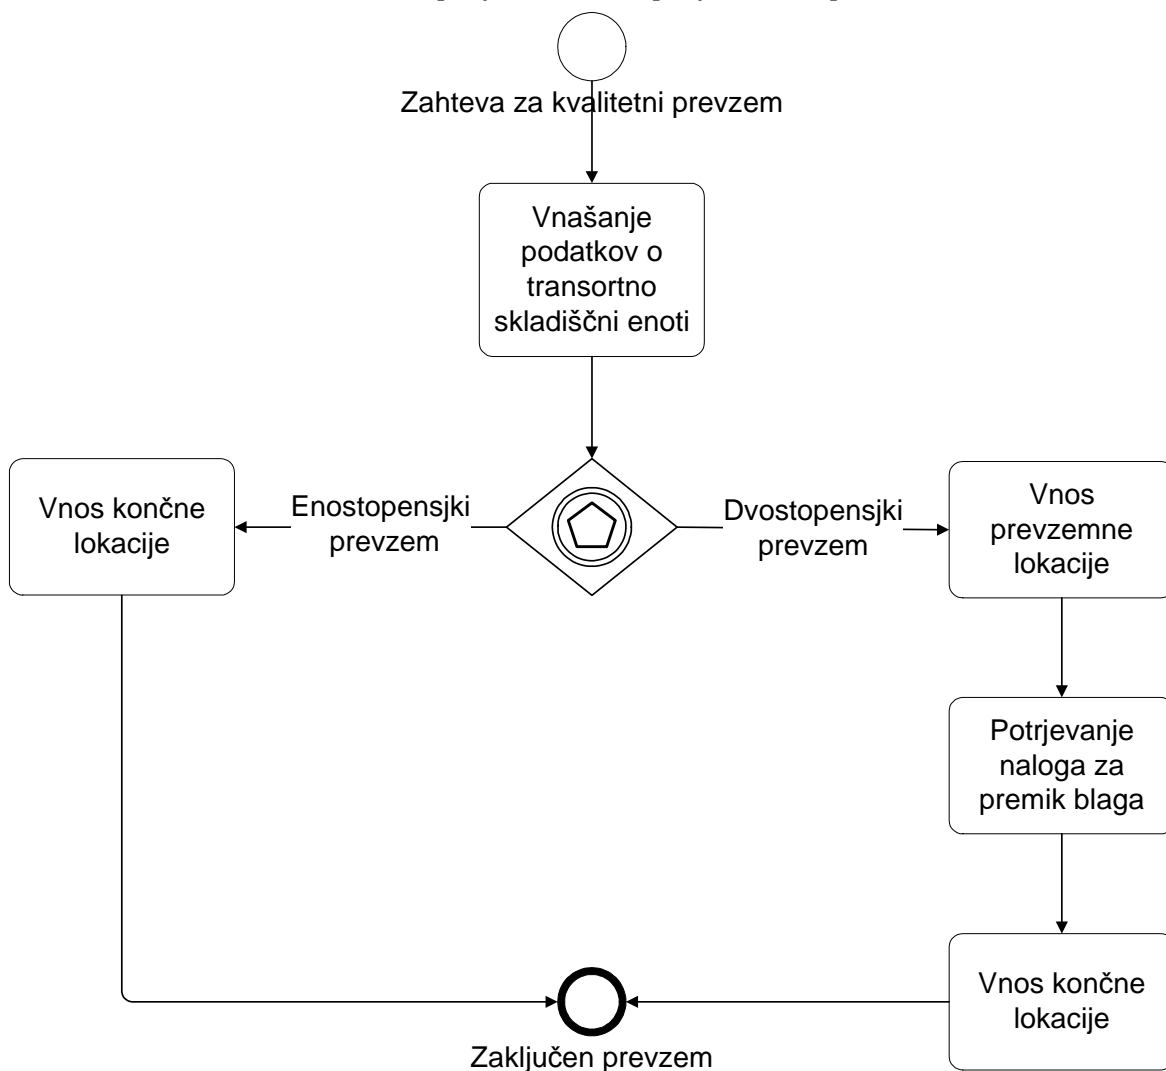 Zahteva za kvalitetni prevzem
Vnašanje
podatkov o
transortno
skladiščni enoti
Vnos končne
lokacije
Enostopensjki
prevzem
Dvostopensjki
prevzem
Vnos
prevzemne
lokacije
Potrjevanje
naloga za
premik blaga
Vnos končne
lokacije
Zaključen prevzem